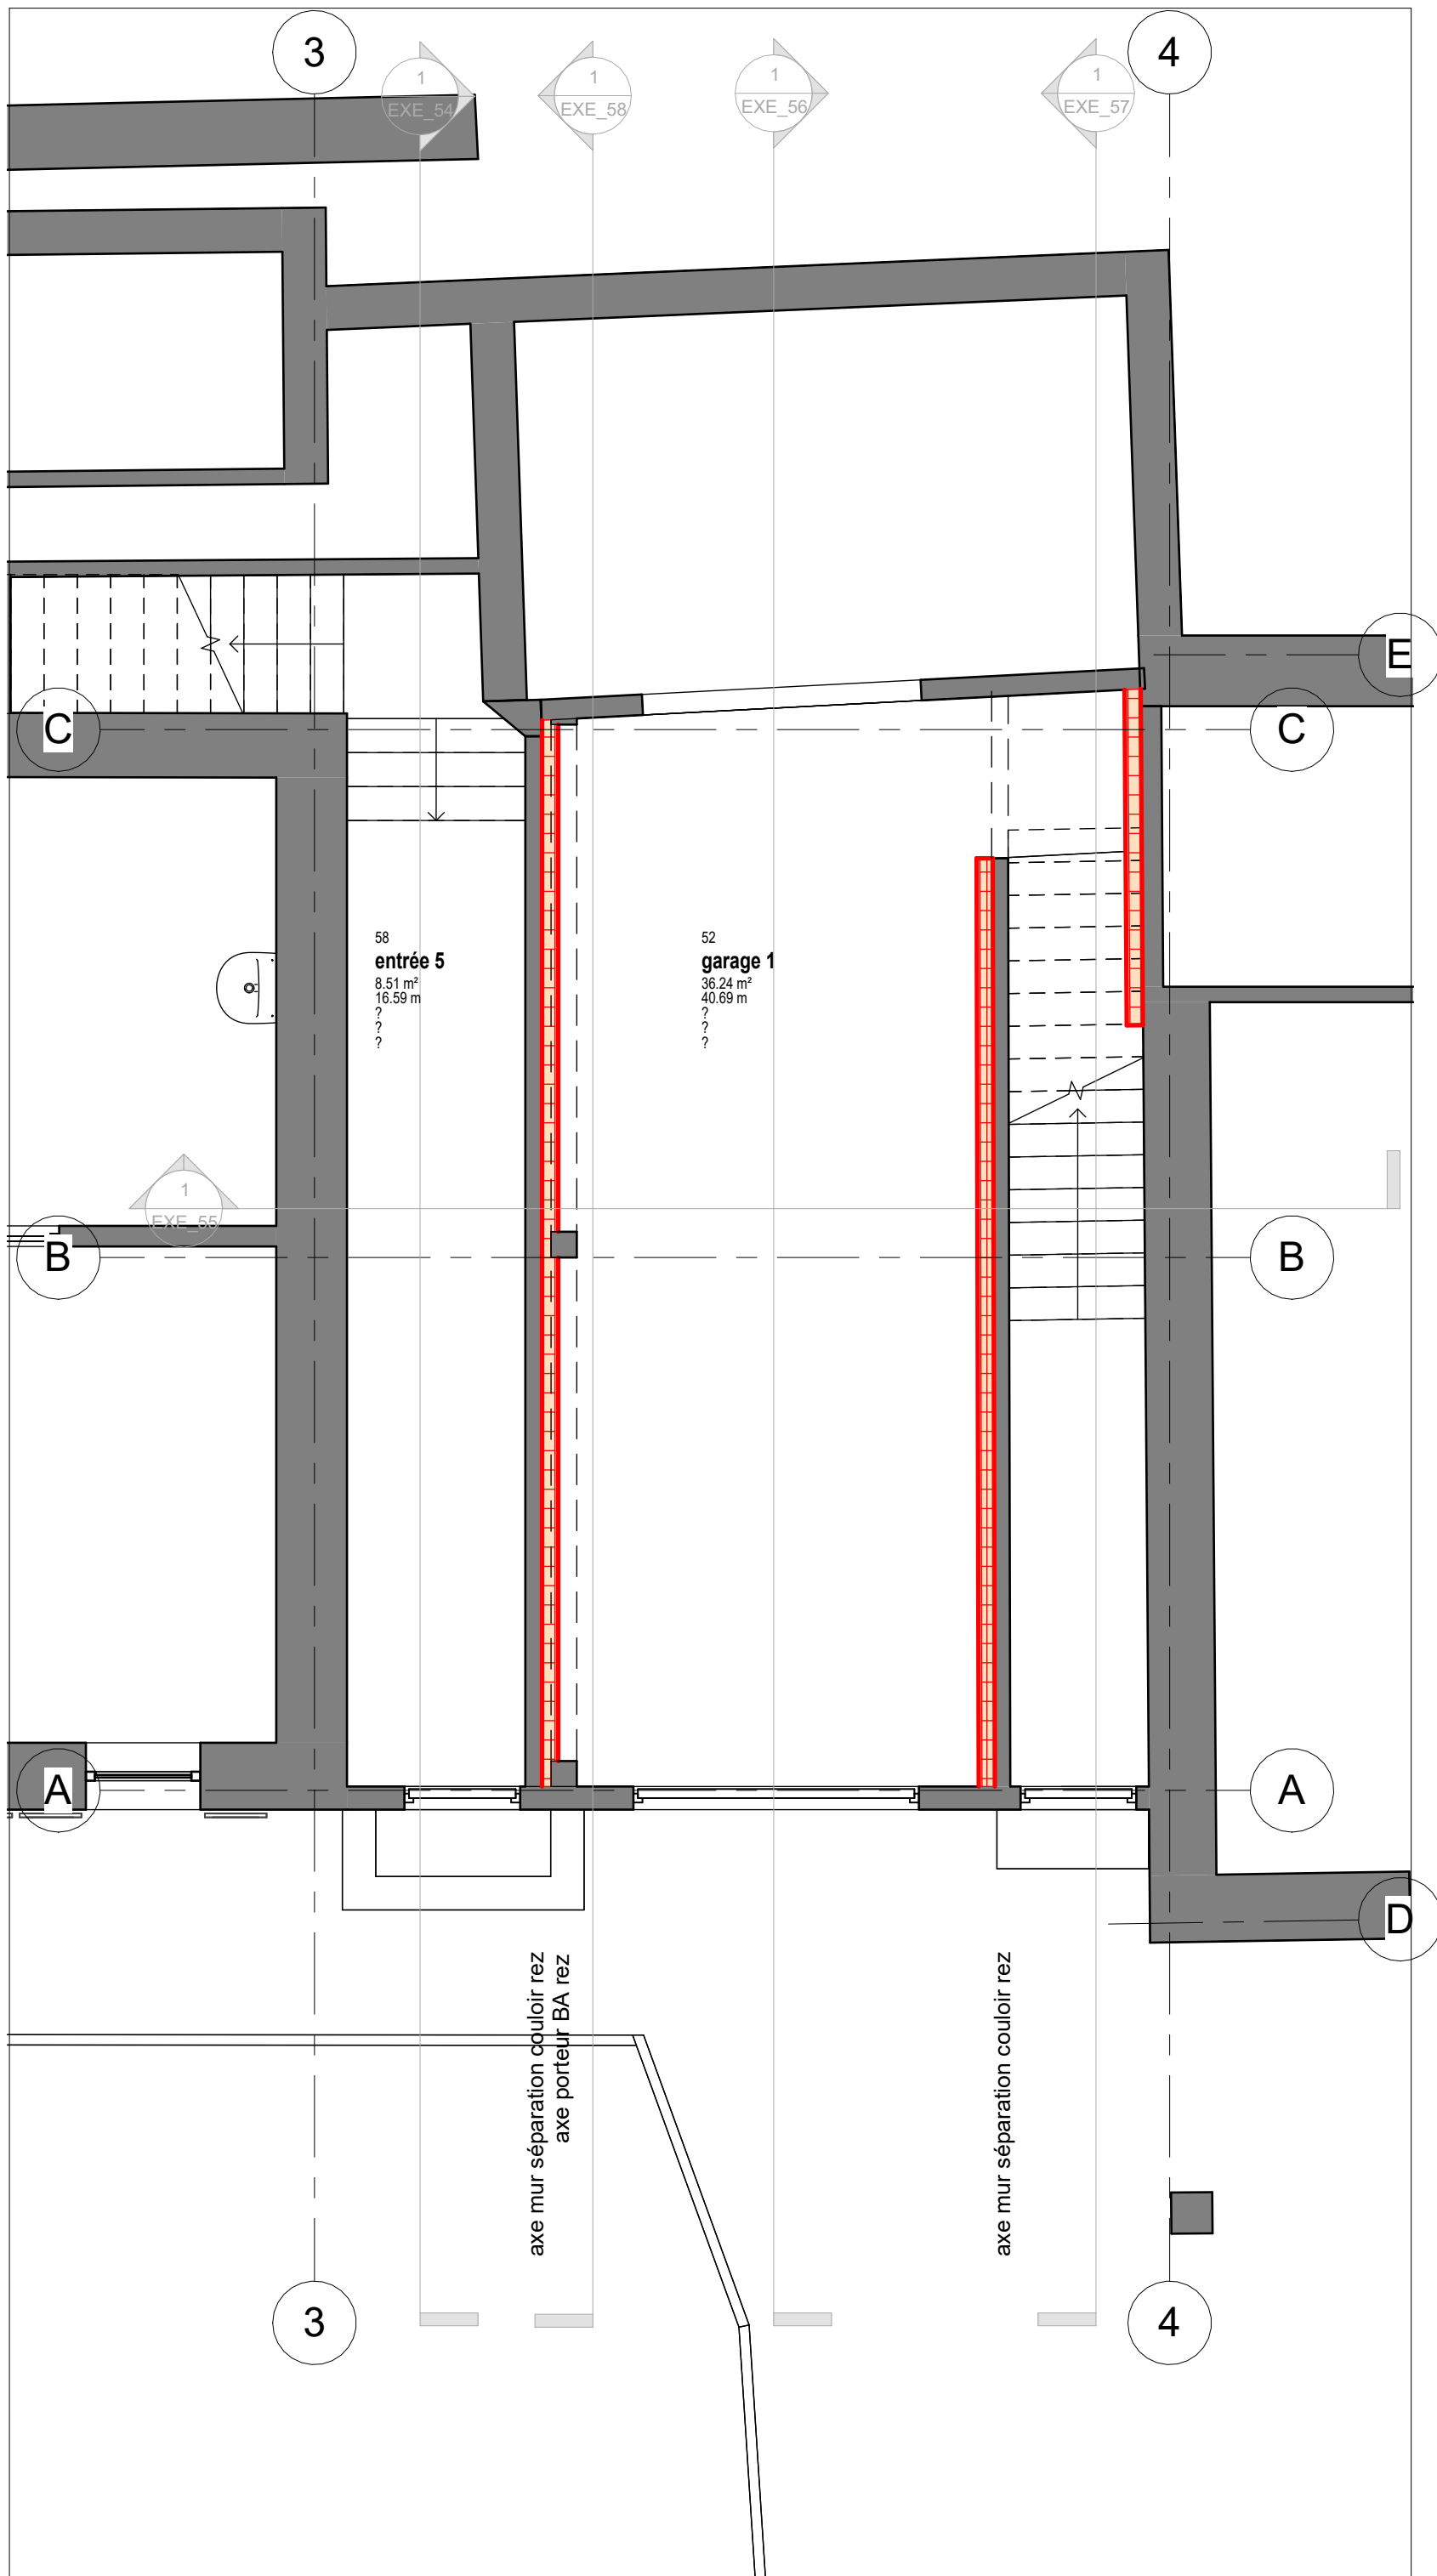 3
1
EXE_54
1
EXE_58
1
EXE_56
1
EXE_57
4
E
C
C
58
entrée 5
8.51 m²
16.59 m
?
?
?
52
garage 1
36.24 m²
40.69 m
?
?
?
1
EXE_55
B
B
A
A
D
axe mur séparation couloir rez
axe porteur BA rez
axe mur séparation couloir rez
3
4